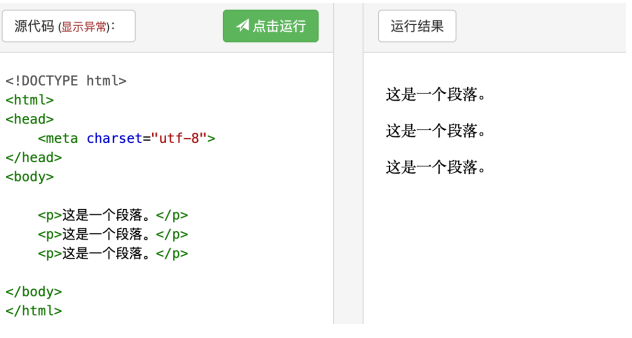 源代码 (显示异常)：
点击运行
<!DOCTYPE html>
<html>
<head>
    <meta charset="utf-8">
</head>
<body>
    <p>这是一个段落。</p>
    <p>这是一个段落。</p>
    <p>这是一个段落。</p>
</body>
</html>
运行结果
这是一个段落。
这是一个段落。
这是一个段落。